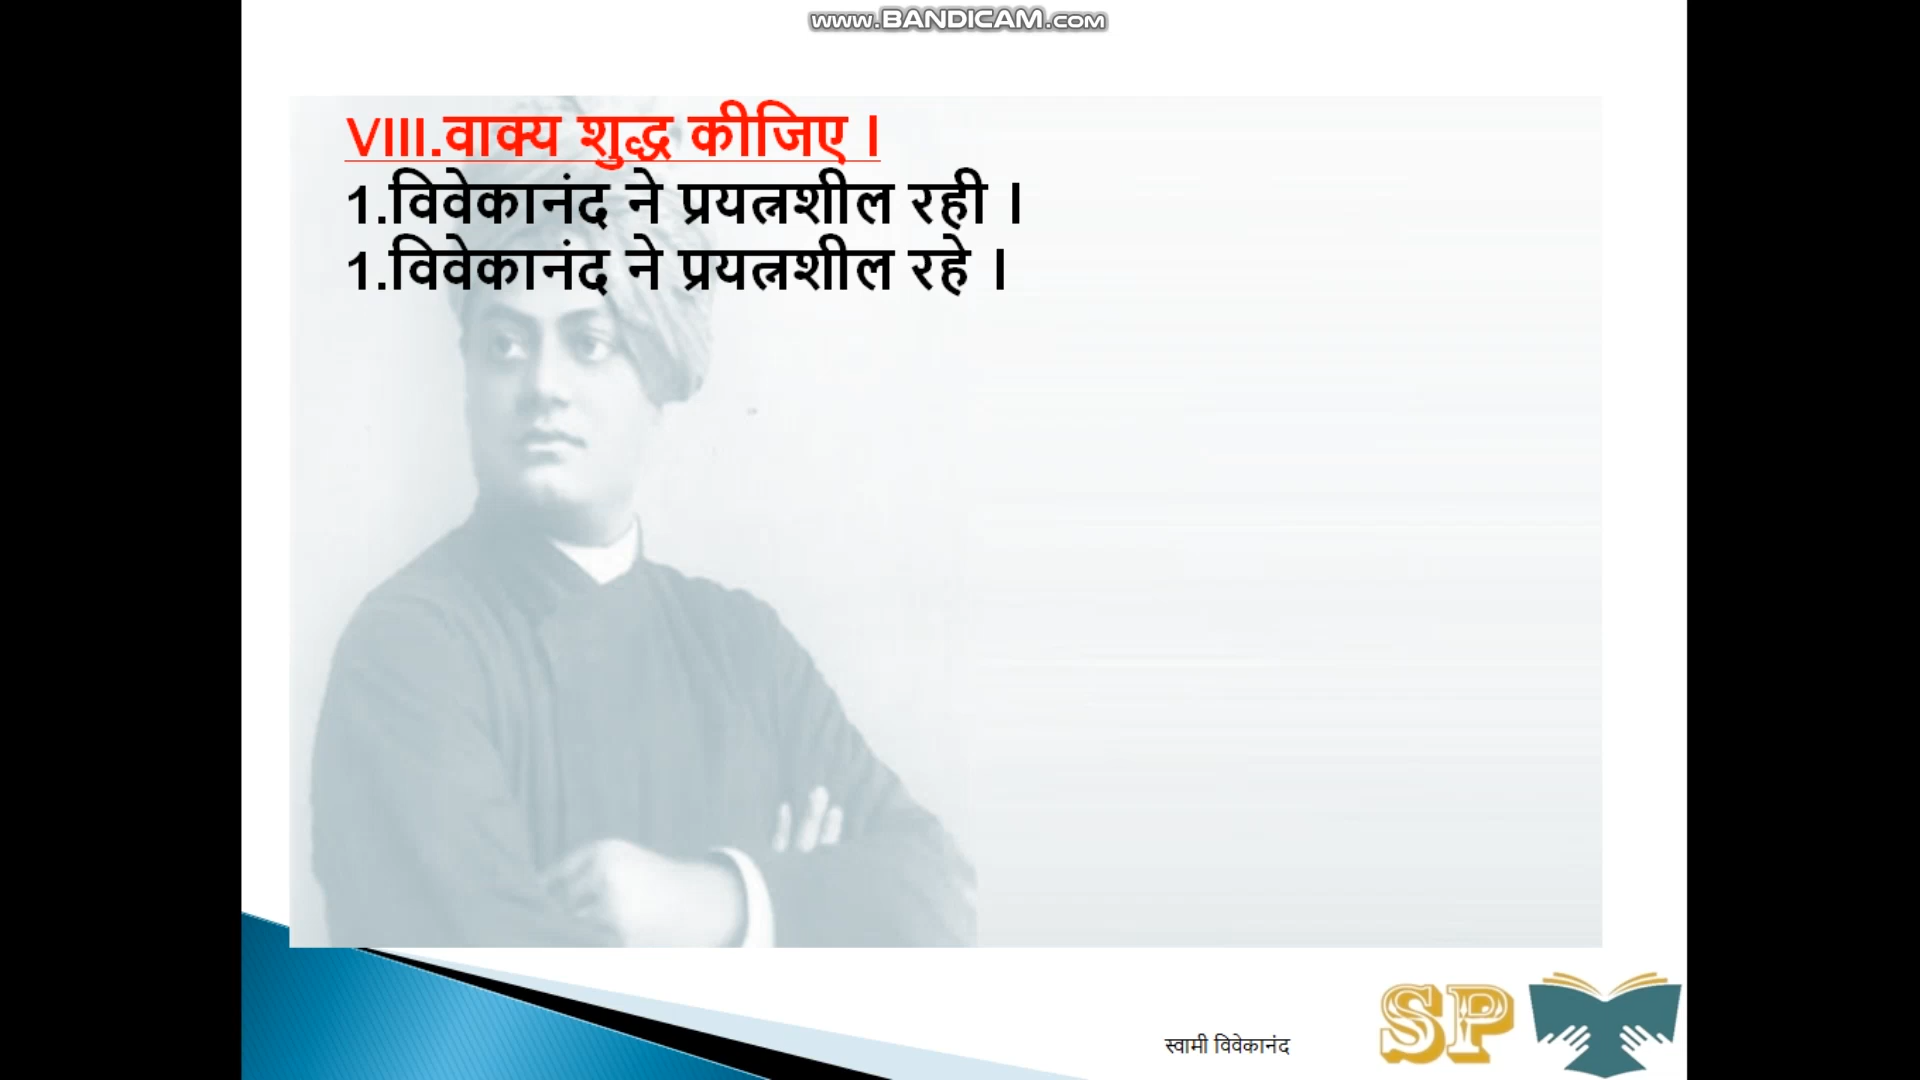 www.BANDICAM.com
VIII.वाक्य शुद्ध कीजिए ।
1.विवेकानंद ने प्रयत्नशील रही ।
1.विवेकानंद ने प्रयत्नशील रहे ।
स्वामी विवेकानंद
SP